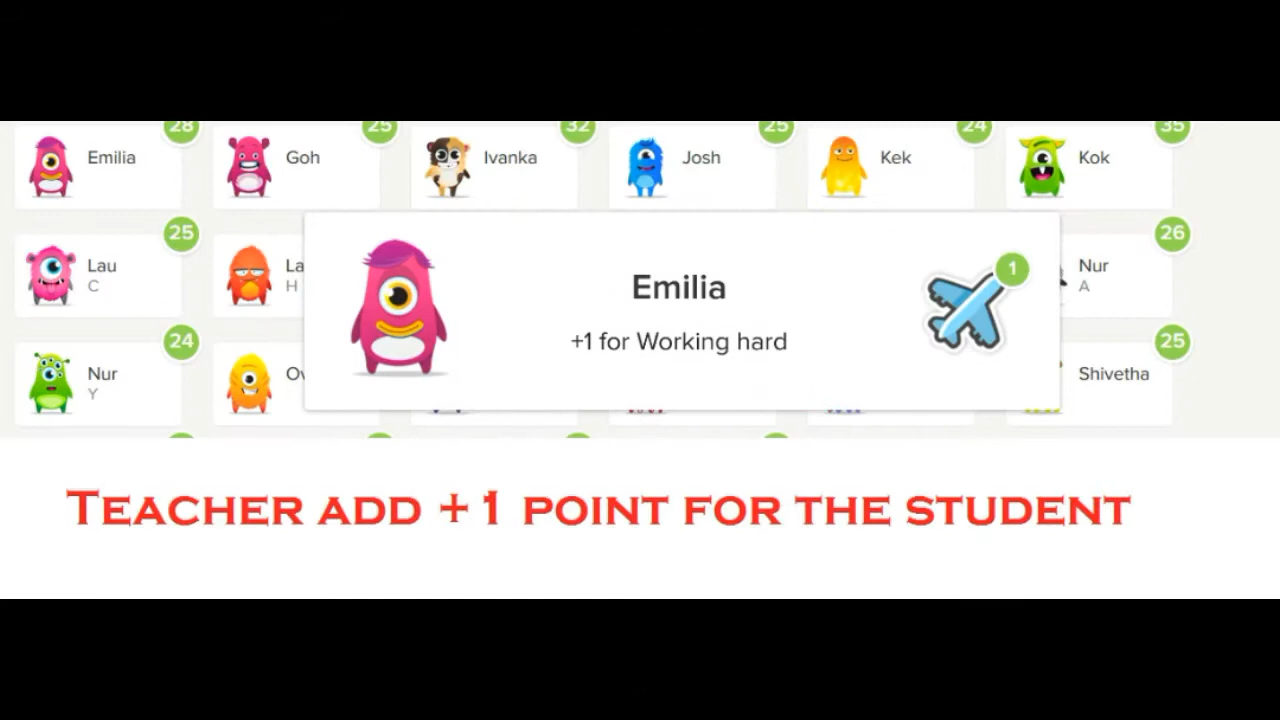 28 25 32 25 24 35
Emilia Goh Ivanka Josh Kek Kok
25 26
Lau Nur
C H A
1
Emilia
+1 for Working hard
24 25
Nur Shivetha
Y
TEACHER ADD +1 POINT FOR THE STUDENT